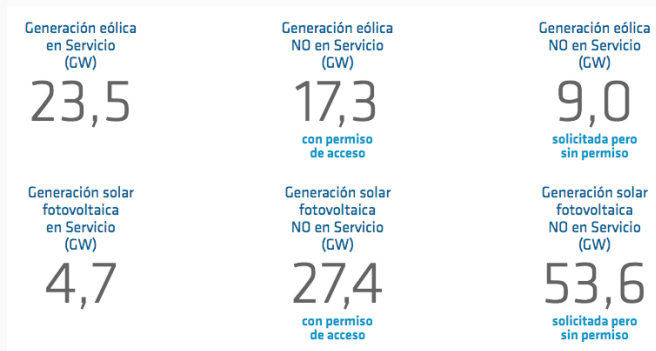 Generación eólica
en Servicio
(GW)
23,5
Generación eólica
NO en Servicio
(GW)
17,3
con permiso
de acceso
Generación eólica
NO en Servicio
(GW)
9,0
solicitada pero
sin permiso
Generación solar
fotovoltaica
en Servicio
(GW)
4,7
Generación solar
fotovoltaica
NO en Servicio
(GW)
27,4
con permiso
de acceso
Generación solar
fotovoltaica
NO en Servicio
(GW)
53,6
solicitada pero
sin permiso